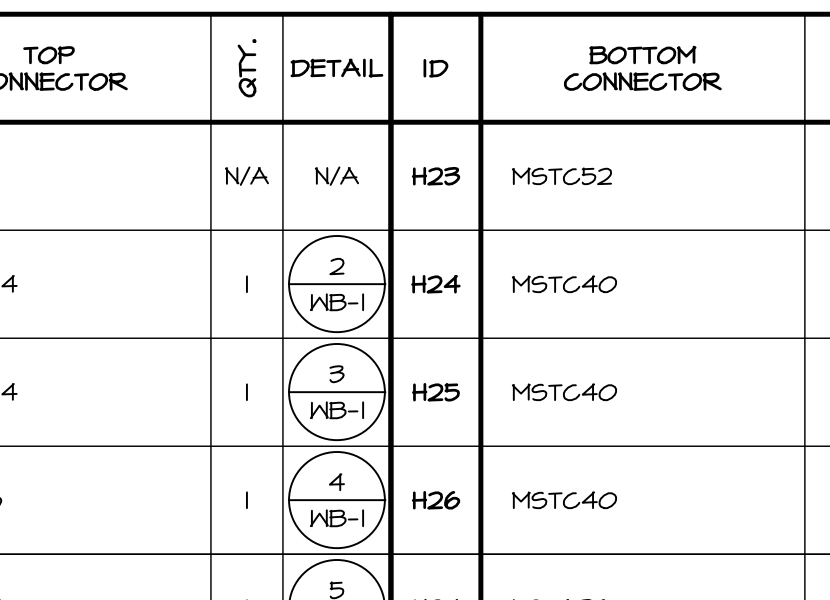 TOP
ONNECTOR
QTY.
DETAIL
ID
BOTTOM
CONNECTOR
N/A
N/A
H23
MSTC52
4
1
2
WB-1
H24
MSTC40
4
1
3
WB-1
H25
MSTC40
1
4
WB-1
H26
MSTC40
5